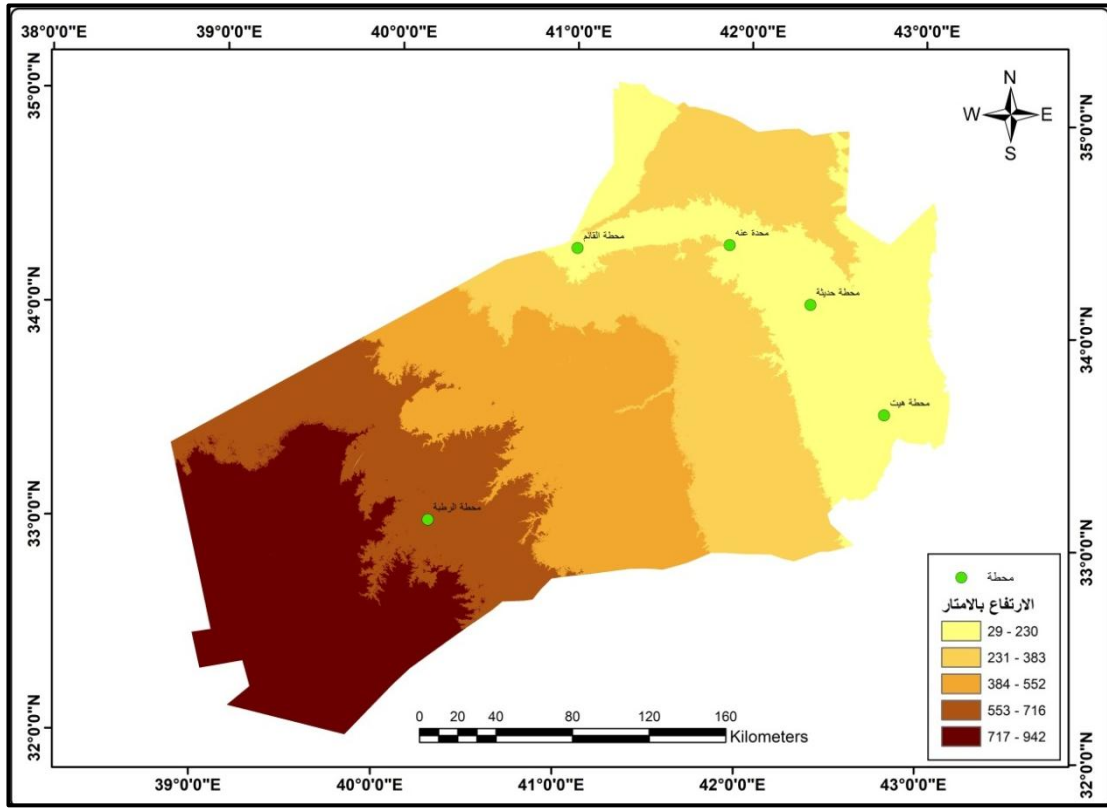 38°0'0"E 39°0'0"E 40°0'0"E 41°0'0"E 42°0'0"E 43°0'0"E
N
W E
S
35°0'0"N 35°0'0"N
34°0'0"N 34°0'0"N
33°0'0"N 33°0'0"N
32°0'0"N 32°0'0"N
محطة القائم
محدة عنه
محطة حديثة
محطة هيت
محطة الرطبة
محطة
الارتفاع بالامتار
29 - 230
231 - 383
384 - 552
553 - 716
717 - 942
0 20 40 80 120 160
Kilometers
39°0'0"E 40°0'0"E 41°0'0"E 42°0'0"E 43°0'0"E